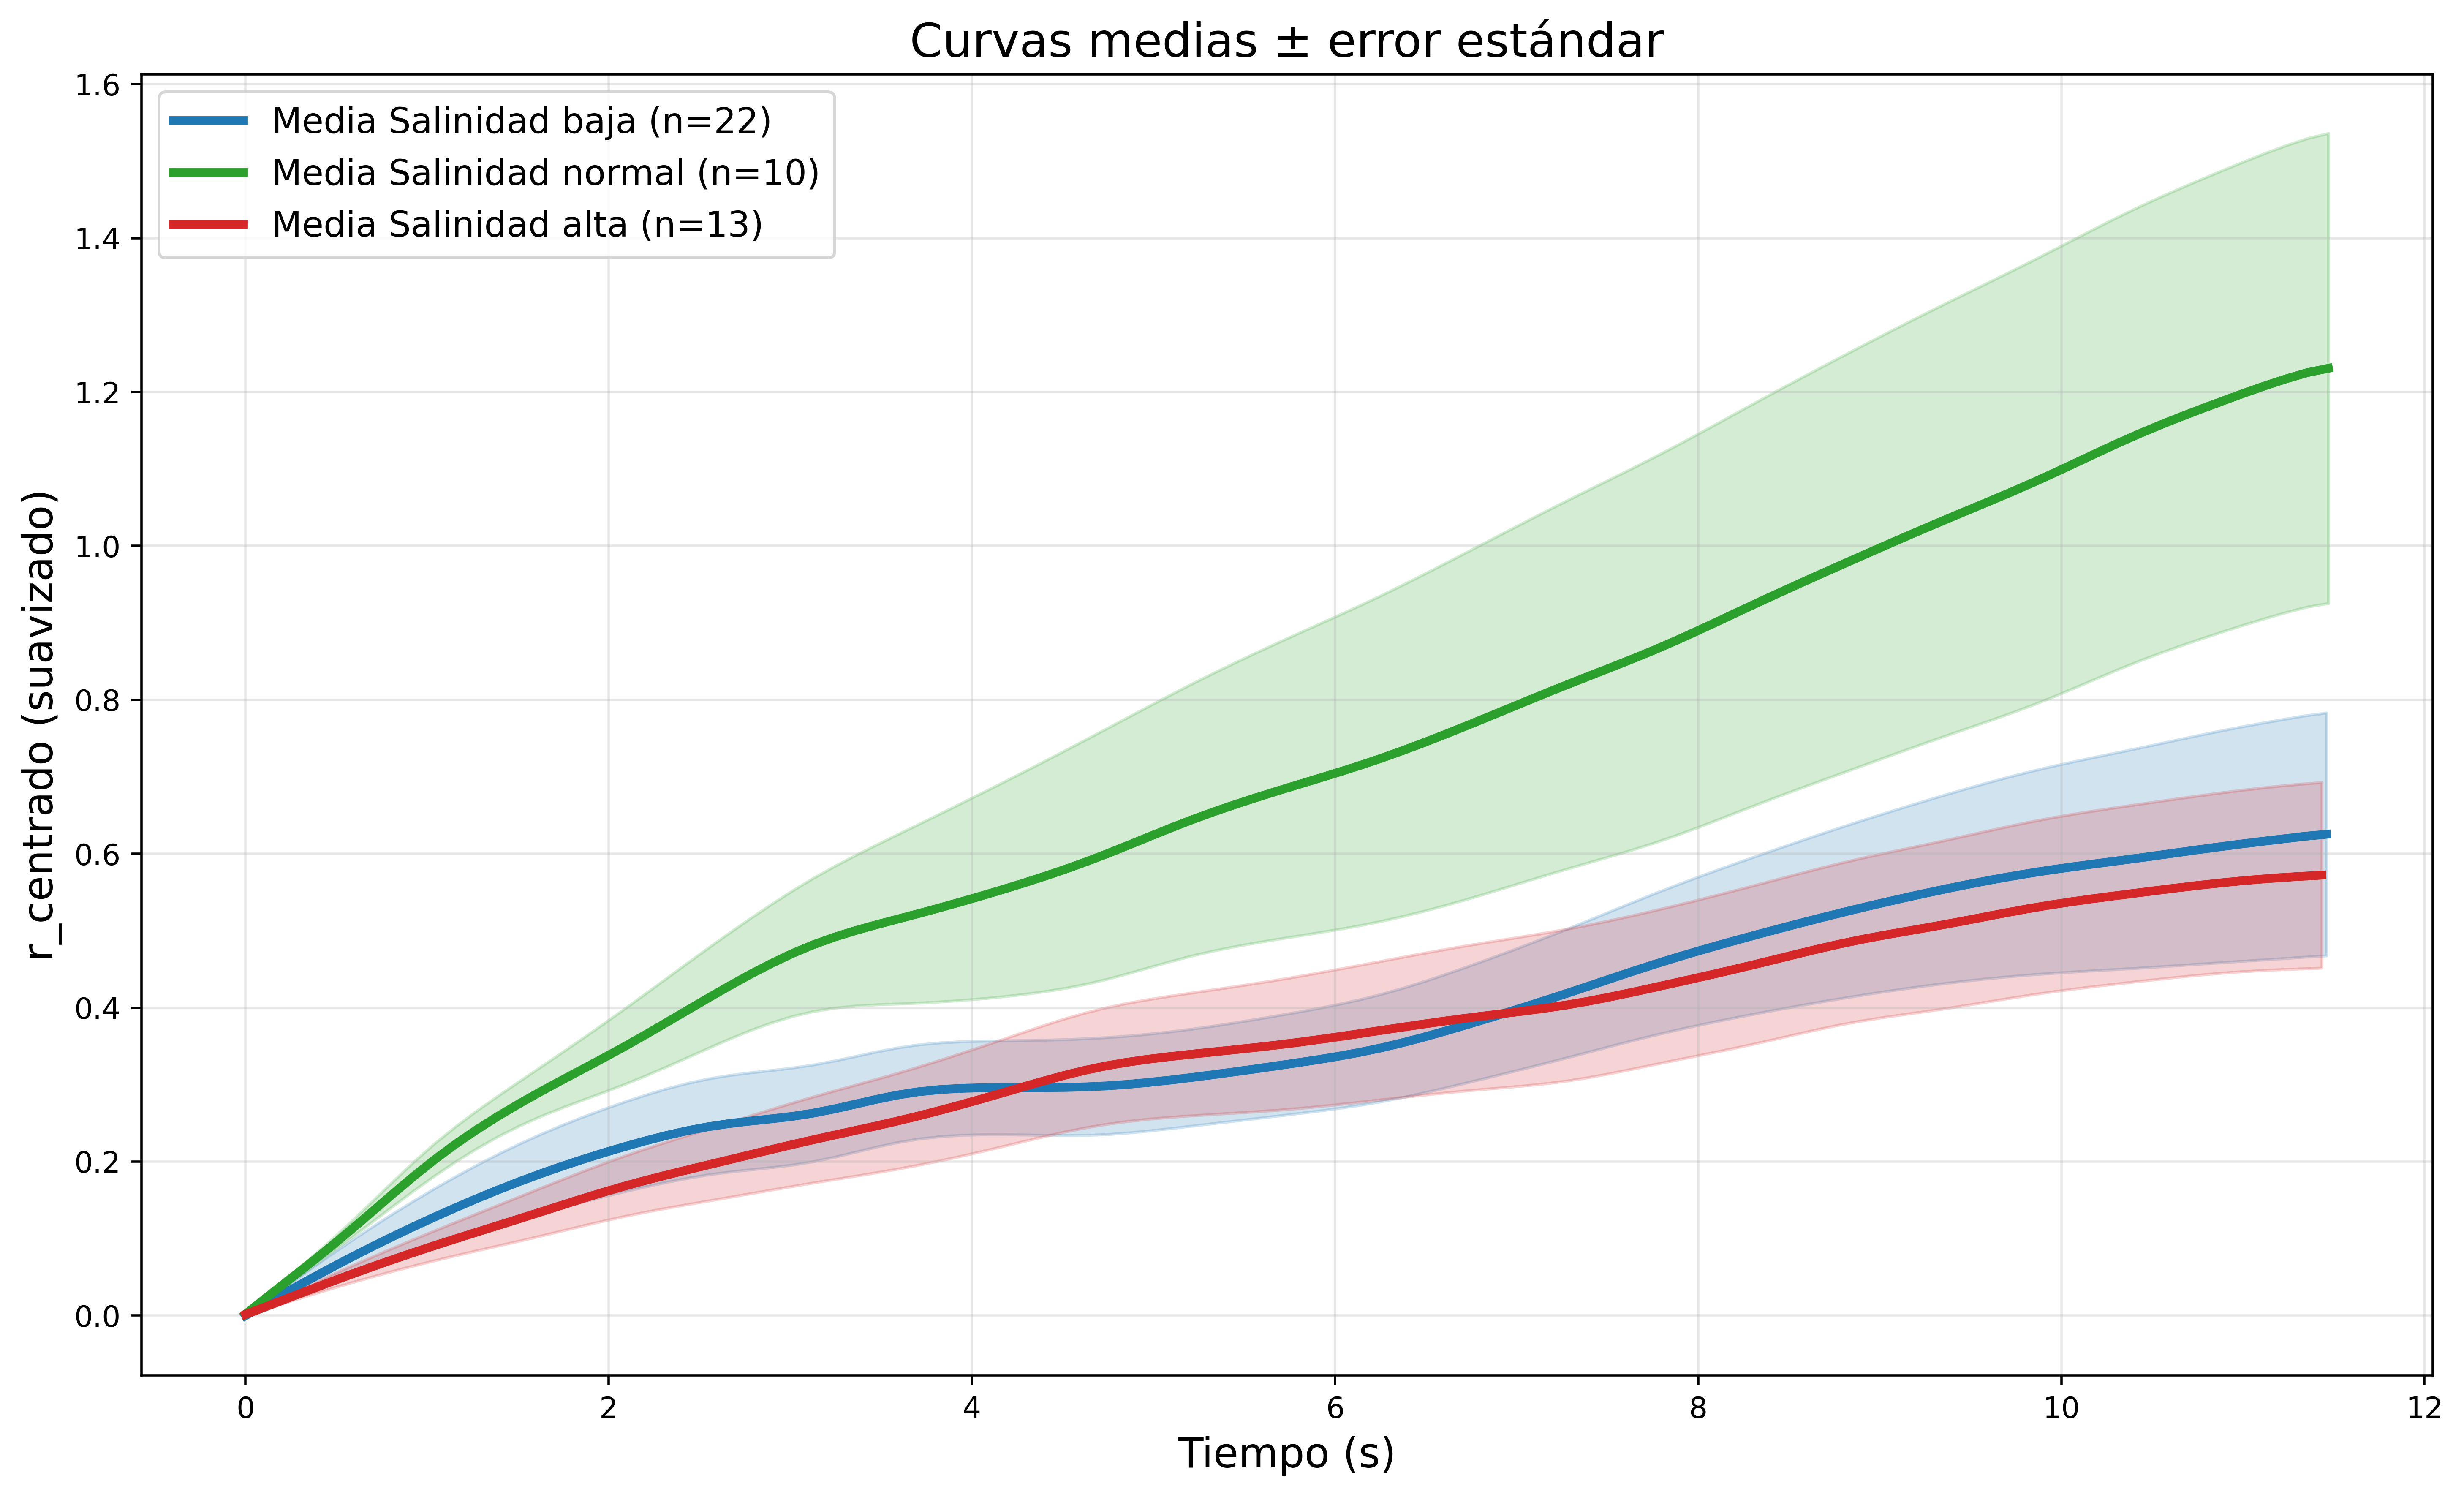 Curvas medias ± error estándar
Media Salinidad baja (n=22)
Media Salinidad normal (n=10)
Media Salinidad alta (n=13)
r_centrado (suavizado)
1.6
1.4
1.2
1.0
0.8
0.6
0.4
0.2
0.0
0 2 4 6 8 10 12
Tiempo (s)